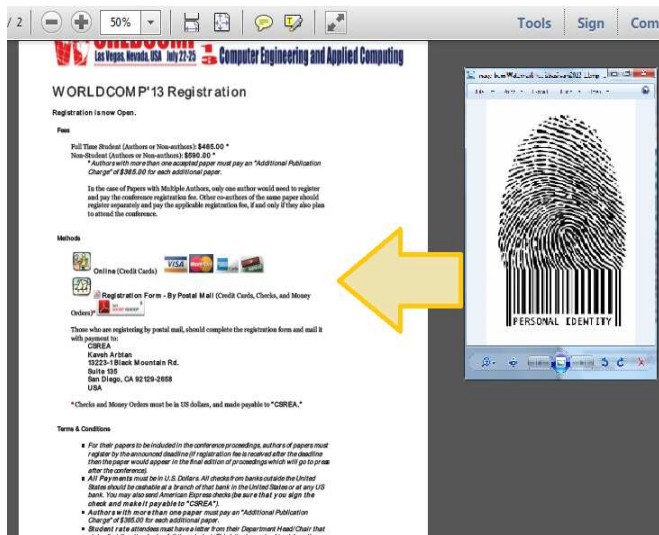 / 2
50%
Tools
Sign
Com
Las Vegas, Nevada, USA July 22-25
Computer Engineering and Applied Computing
WORLDCOMP'13 Registration
Registration is now Open.
Fees
Full Time Student (Authors or Non-authors): $465.00 *
Non-Student (Authors or Non-authors): $590.00 *
* Authors with more than one accepted paper must pay an "Additional Publication
Charge" of $365.00 for each additional paper.
In the case of Papers with Multiple Authors, only one author would need to register
and pay the conference registration fee. Other co-authors of the same paper should
register separately and pay the applicable registration fee, if and only if they also plan
to attend the conference.
Methods
Online (Credit Cards)
VISA
Registration Form - By Postal Mail (Credit Cards, Checks, and Money
Orders)*
Those who are registering by postal mail, should complete the registration form and mail it
with payment to:
CSREA
Kaveh Arbtan
13223-1 Black Mountain Rd.
Suite 135
San Diego, CA 92129-2658
USA
*Checks and Money Orders must be in US dollars, and made payable to "CSREA."
Terms & Conditions
For their papers to be included in the conference proceedings, authors of papers must
register by the announced deadline (if registration fee is received after the deadline
then the paper would appear in the final edition of proceedings which will go to press
after the conference).
All Payments must be in U.S. Dollars. All checks from banks outside the United
States should be cashable at a branch of that bank in the United States or at any US
bank. You may also send American Express checks (be sure that you sign the
check and make it payable to "CSREA").
Authors with more than one paper must pay an "Additional Publication
Charge" of $365.00 for each additional paper.
Student rate attendees must have a letter from their Department Head/Chair that
PERSONAL IDENTITY